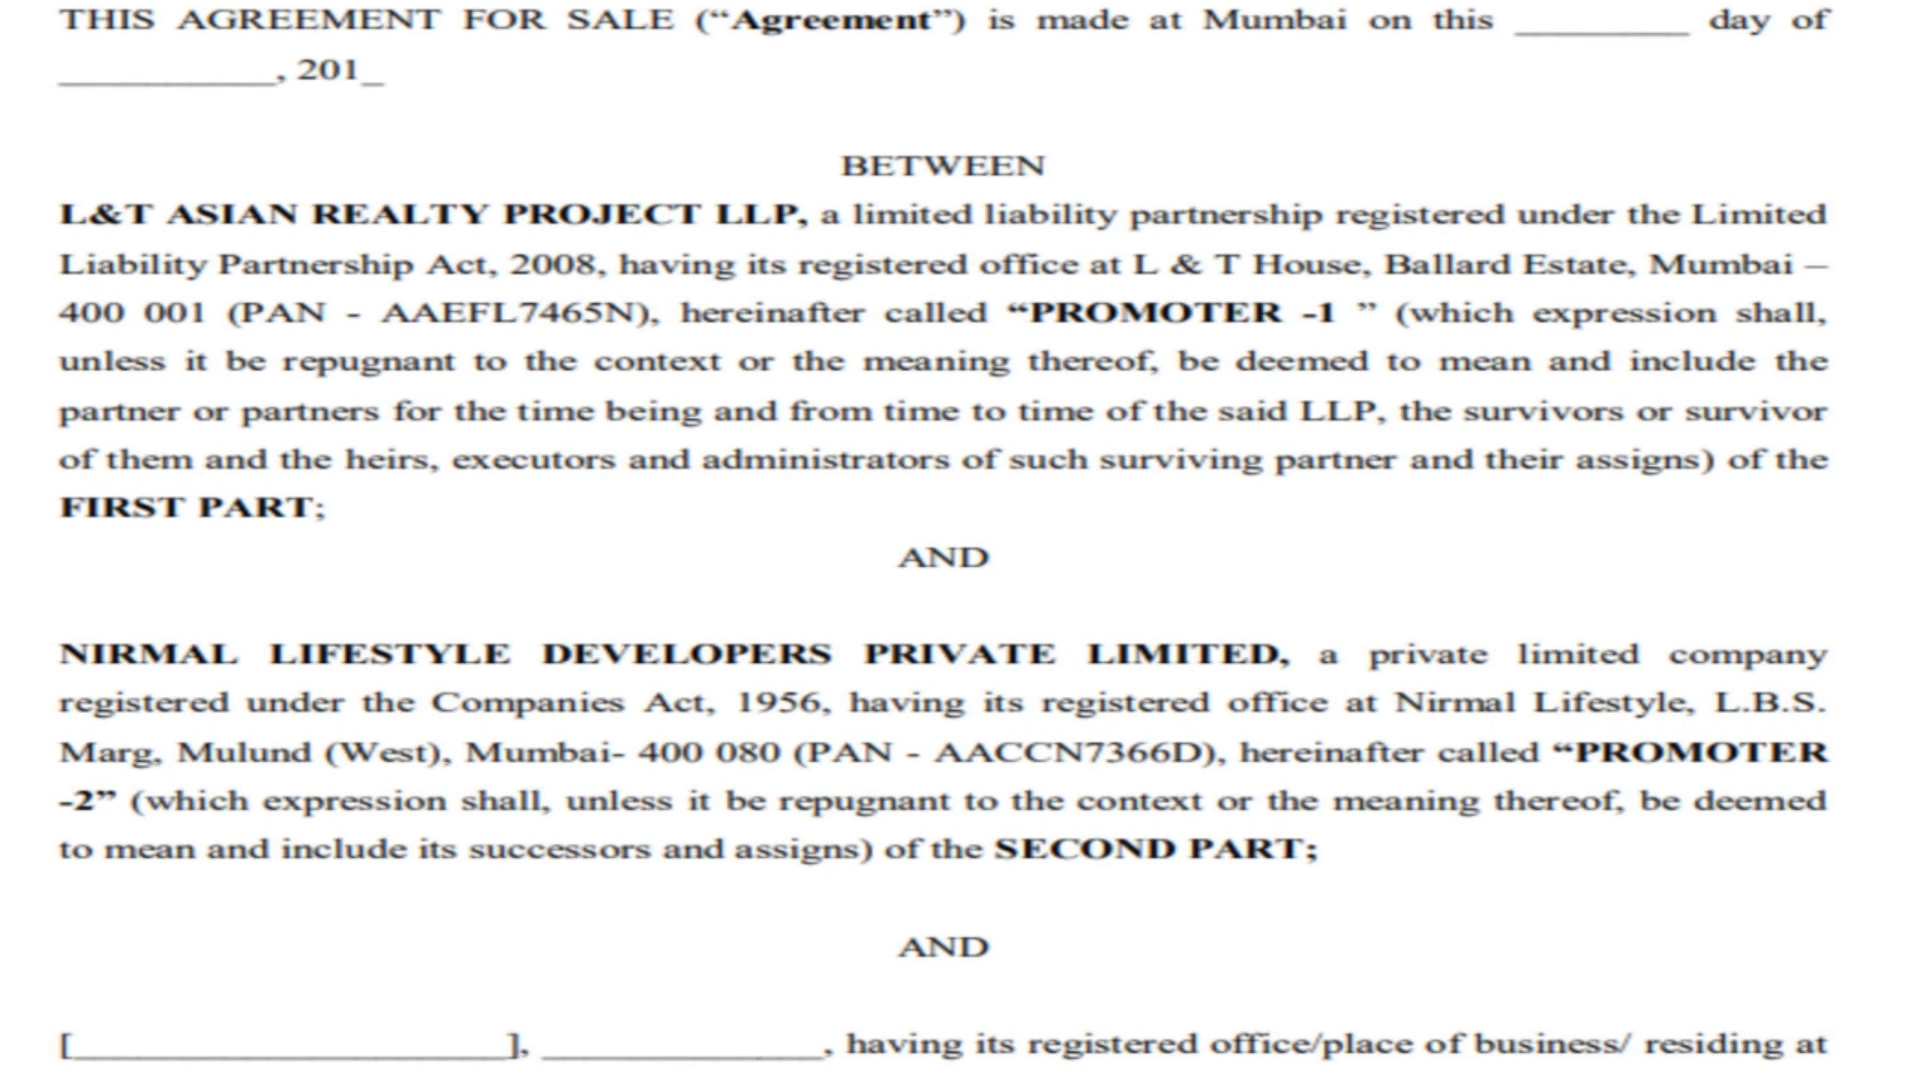 THIS AGREEMENT FOR SALE (“Agreement”) is made at Mumbai on this _________ day of
___________, 201_
BETWEEN
L&T ASIAN REALTY PROJECT LLP, a limited liability partnership registered under the Limited
Liability Partnership Act, 2008, having its registered office at L & T House, Ballard Estate, Mumbai –
400 001 (PAN - AAEFL7465N), hereinafter called “PROMOTER -1 ” (which expression shall,
unless it be repugnant to the context or the meaning thereof, be deemed to mean and include the
partner or partners for the time being and from time to time of the said LLP, the survivors or survivor
of them and the heirs, executors and administrators of such surviving partner and their assigns) of the
FIRST PART;
AND
NIRMAL LIFESTYLE DEVELOPERS PRIVATE LIMITED, a private limited company
registered under the Companies Act, 1956, having its registered office at Nirmal Lifestyle, L.B.S.
Marg, Mulund (West), Mumbai- 400 080 (PAN - AACCN7366D), hereinafter called “PROMOTER
-2” (which expression shall, unless it be repugnant to the context or the meaning thereof, be deemed
to mean and include its successors and assigns) of the SECOND PART;
AND
[______________________], ______________, having its registered office/place of business/ residing at